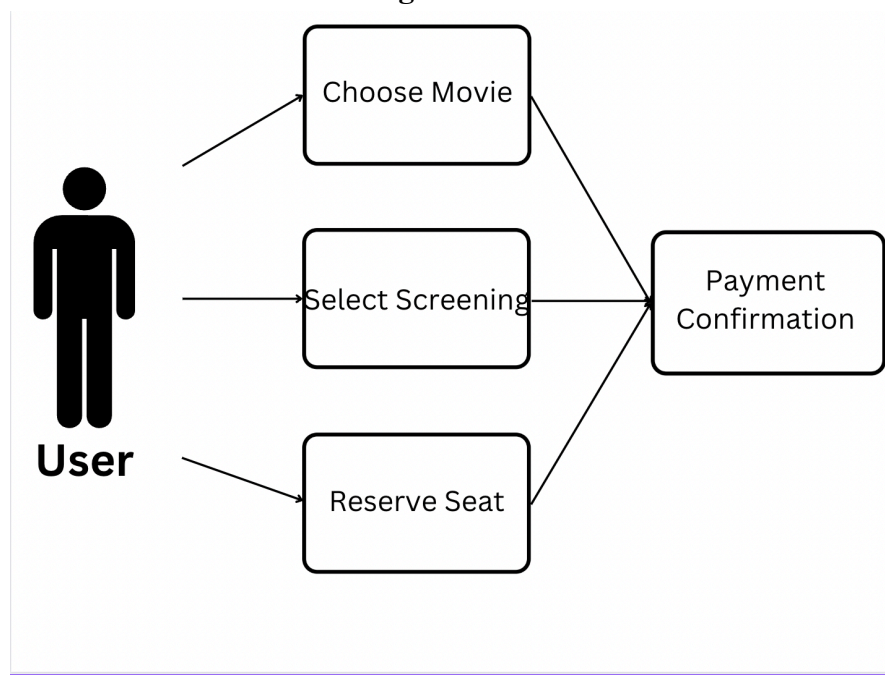 Choose Movie
Select Screening
Payment
Confirmation
User
Reserve Seat